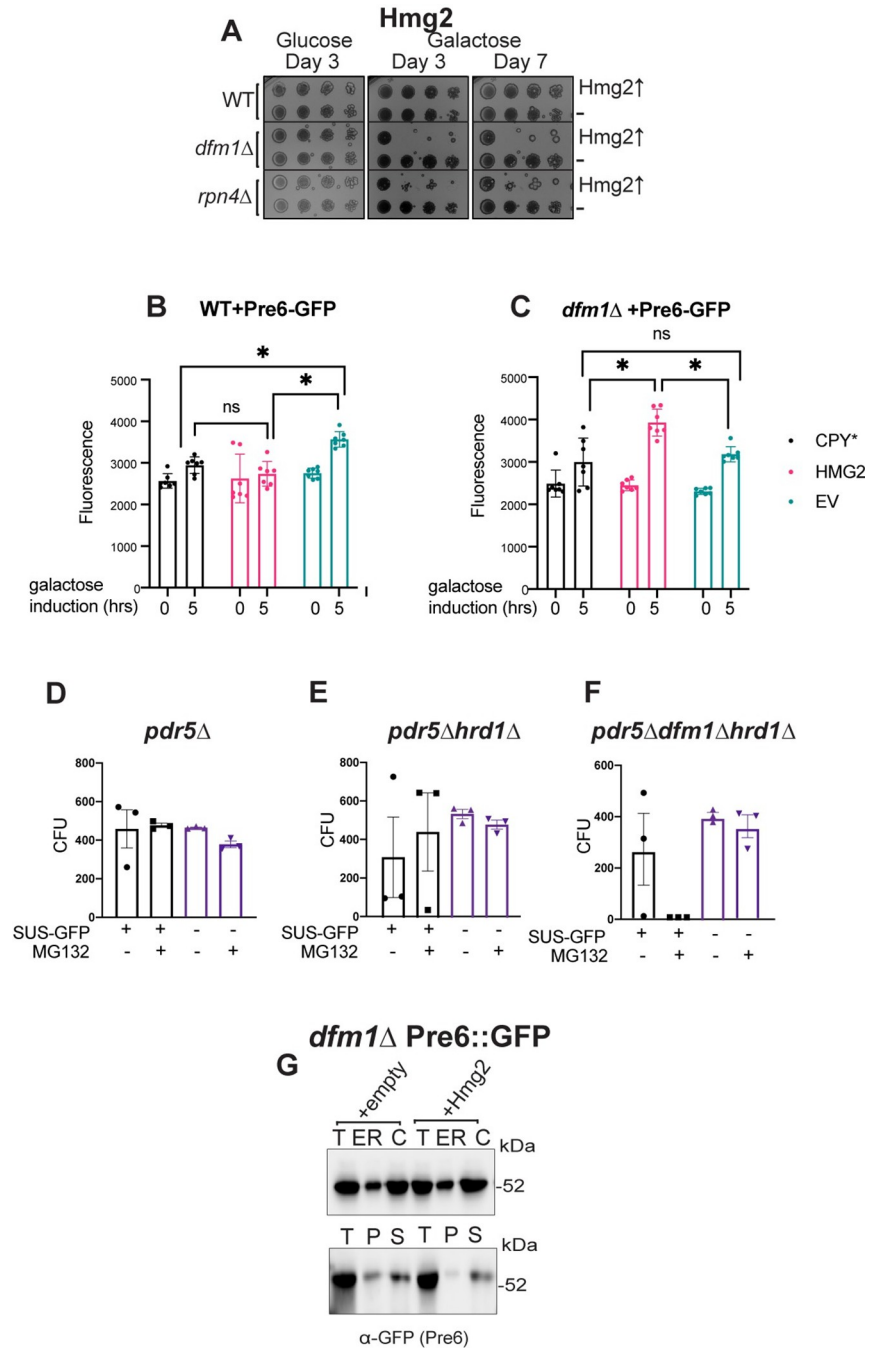 Hmg2
A
Glucose
Galactose
Day 3
Day 3
Day 7
WT
Hmg2↑
-
dfm1Δ
Hmg2↑
-
rpn4Δ
Hmg2↑
-
B
WT+Pre6-GFP
*
*
ns
Fluorescence
5000
4000
3000
2000
1000
0
galactose
induction (hrs)
0 5 0 5 0 5
C
dfm1Δ +Pre6-GFP
ns
*
*
Fluorescence
5000
4000
3000
2000
1000
0
galactose
induction (hrs)
0 5 0 5 0 5
CPY*
HMG2
EV
D
pdr5Δ
CFU
800
600
400
200
0
SUS-GFP + + - -
MG132 - + - +
E
pdr5Δhrd1Δ
CFU
800
600
400
200
0
SUS-GFP + + - -
MG132 - + - +
F
pdr5Δdfm1Δhrd1Δ
CFU
600
400
200
0
SUS-GFP + + - -
MG132 - + - +
dfm1Δ Pre6::GFP
G
+empty
+Hmg2
T ER C T ER C
kDa
-52
T P S T P S
kDa
-52
α-GFP (Pre6)